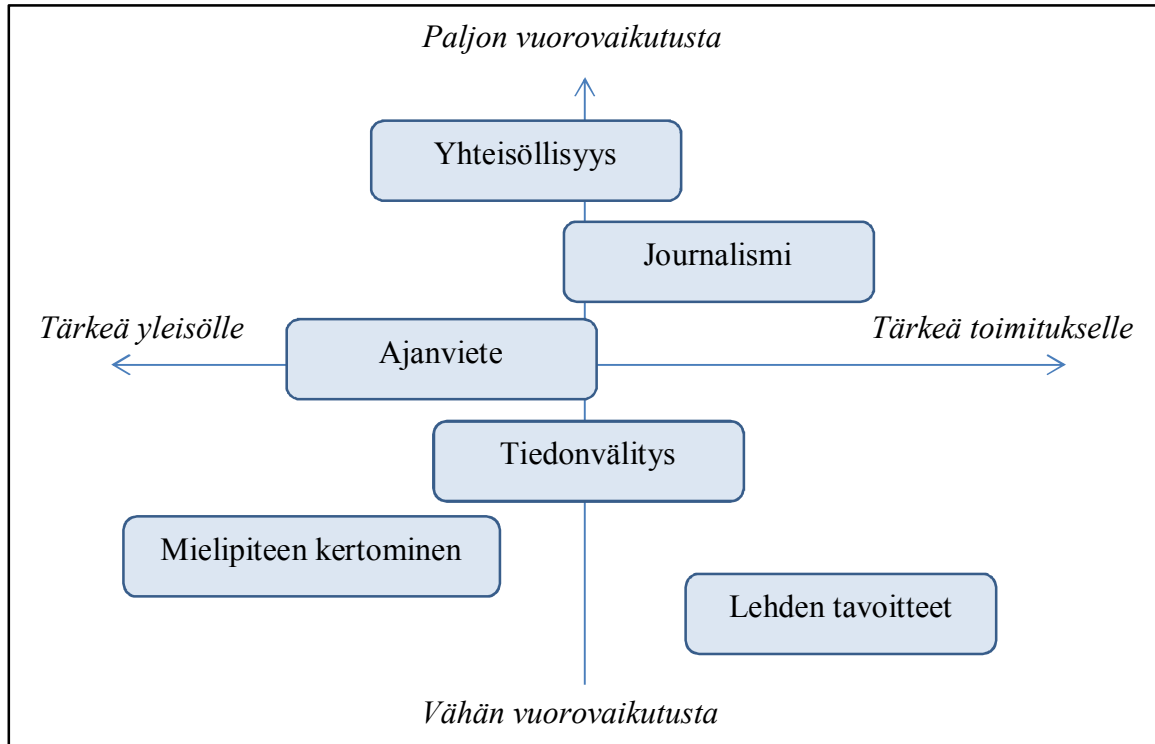 Paljon vuorovaikutusta
Yhteisöllisyys
Journalismi
Tärkeä yleisölle
Tärkeä toimitukselle
Ajanviete
Tiedonvälitys
Mielipiteen kertominen
Lehden tavoitteet
Vähän vuorovaikutusta